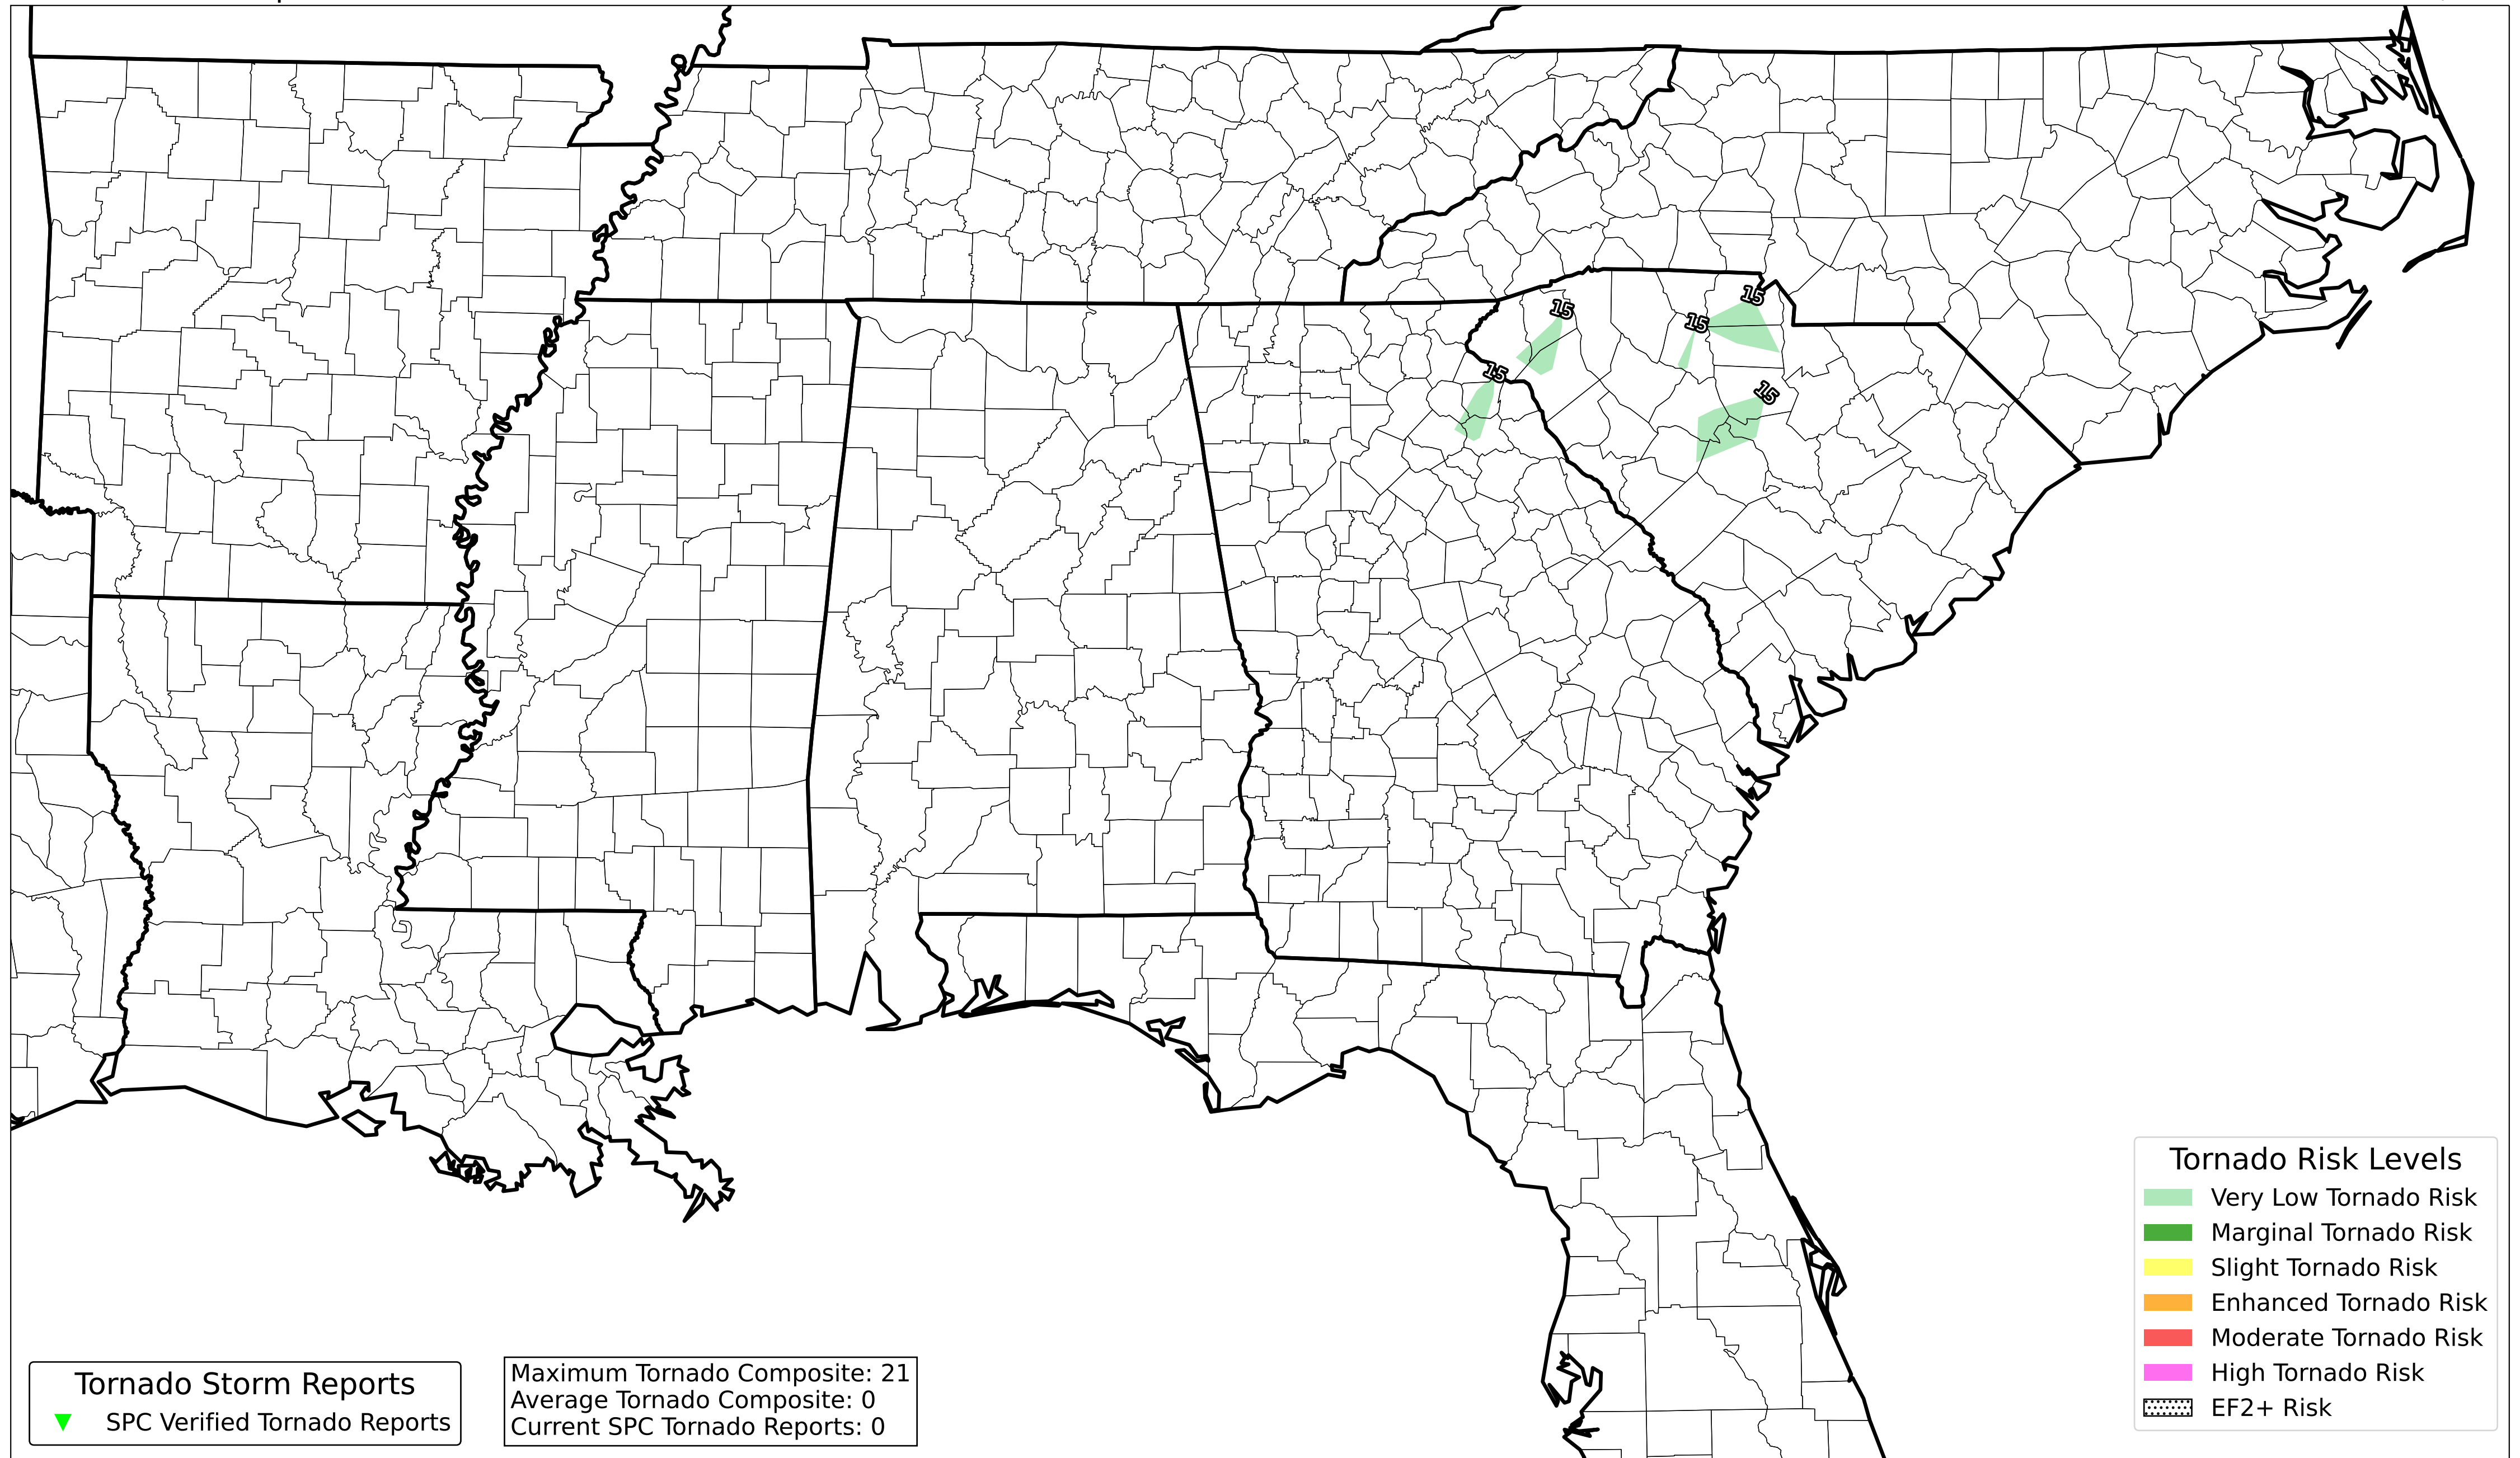 15
15
15
15
15
Tornado Risk Levels
Very Low Tornado Risk
Marginal Tornado Risk
Slight Tornado Risk
Enhanced Tornado Risk
Moderate Tornado Risk
High Tornado Risk
EF2+ Risk
Tornado Storm Reports
SPC Verified Tornado Reports
Maximum Tornado Composite: 21
Average Tornado Composite: 0
Current SPC Tornado Reports: 0